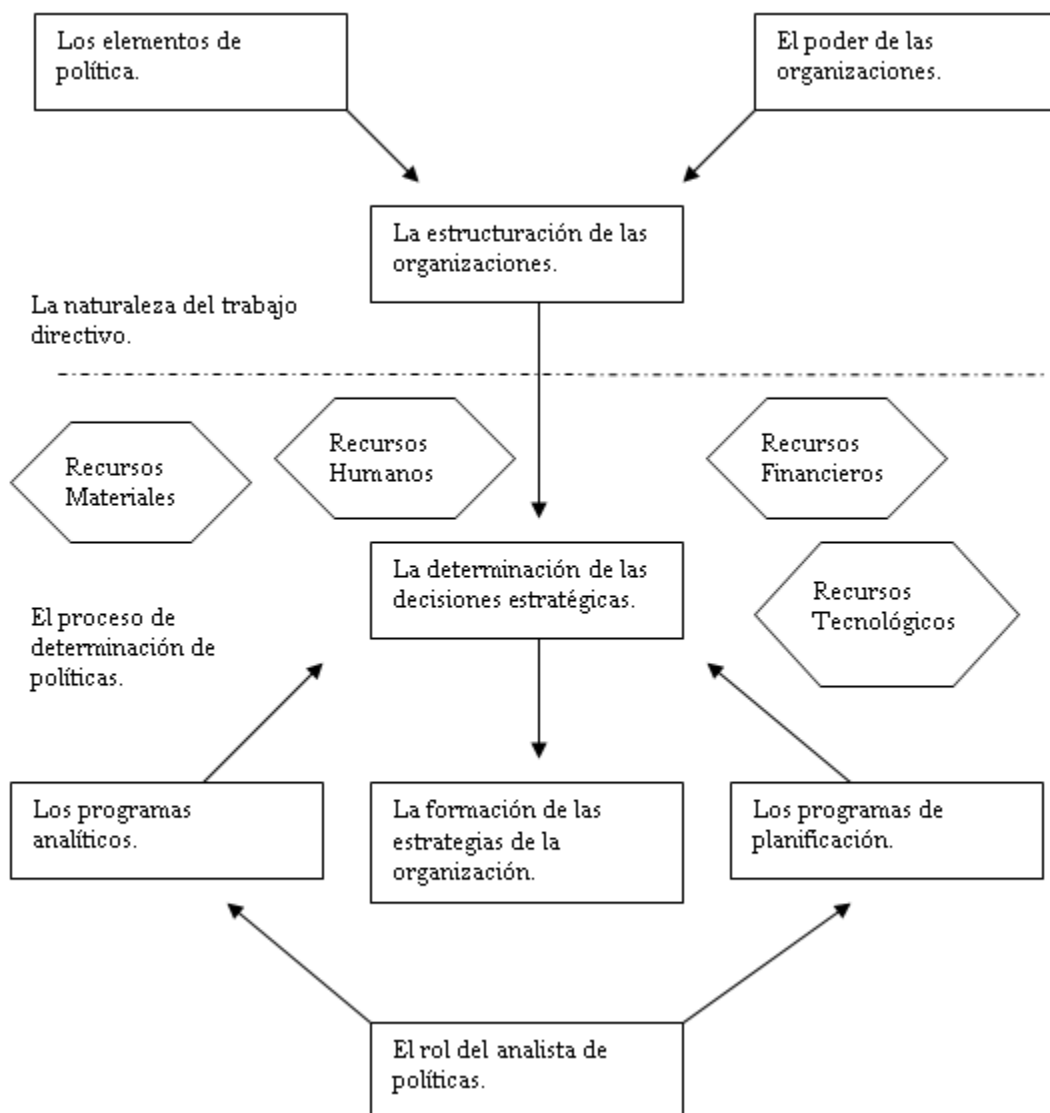 Los elementos de
política.
El poder de las
organizaciones.
La estructuración de las
organizaciones.
La naturaleza del trabajo
directivo.
Recursos
Materiales
Recursos
Humanos
Recursos
Financieros
La determinación de las
decisiones estratégicas.
Recursos
Tecnológicos
El proceso de
determinación de
políticas.
Los programas
analíticos.
La formación de las
estrategias de la
organización.
Los programas de
planificación.
El rol del analista de
políticas.